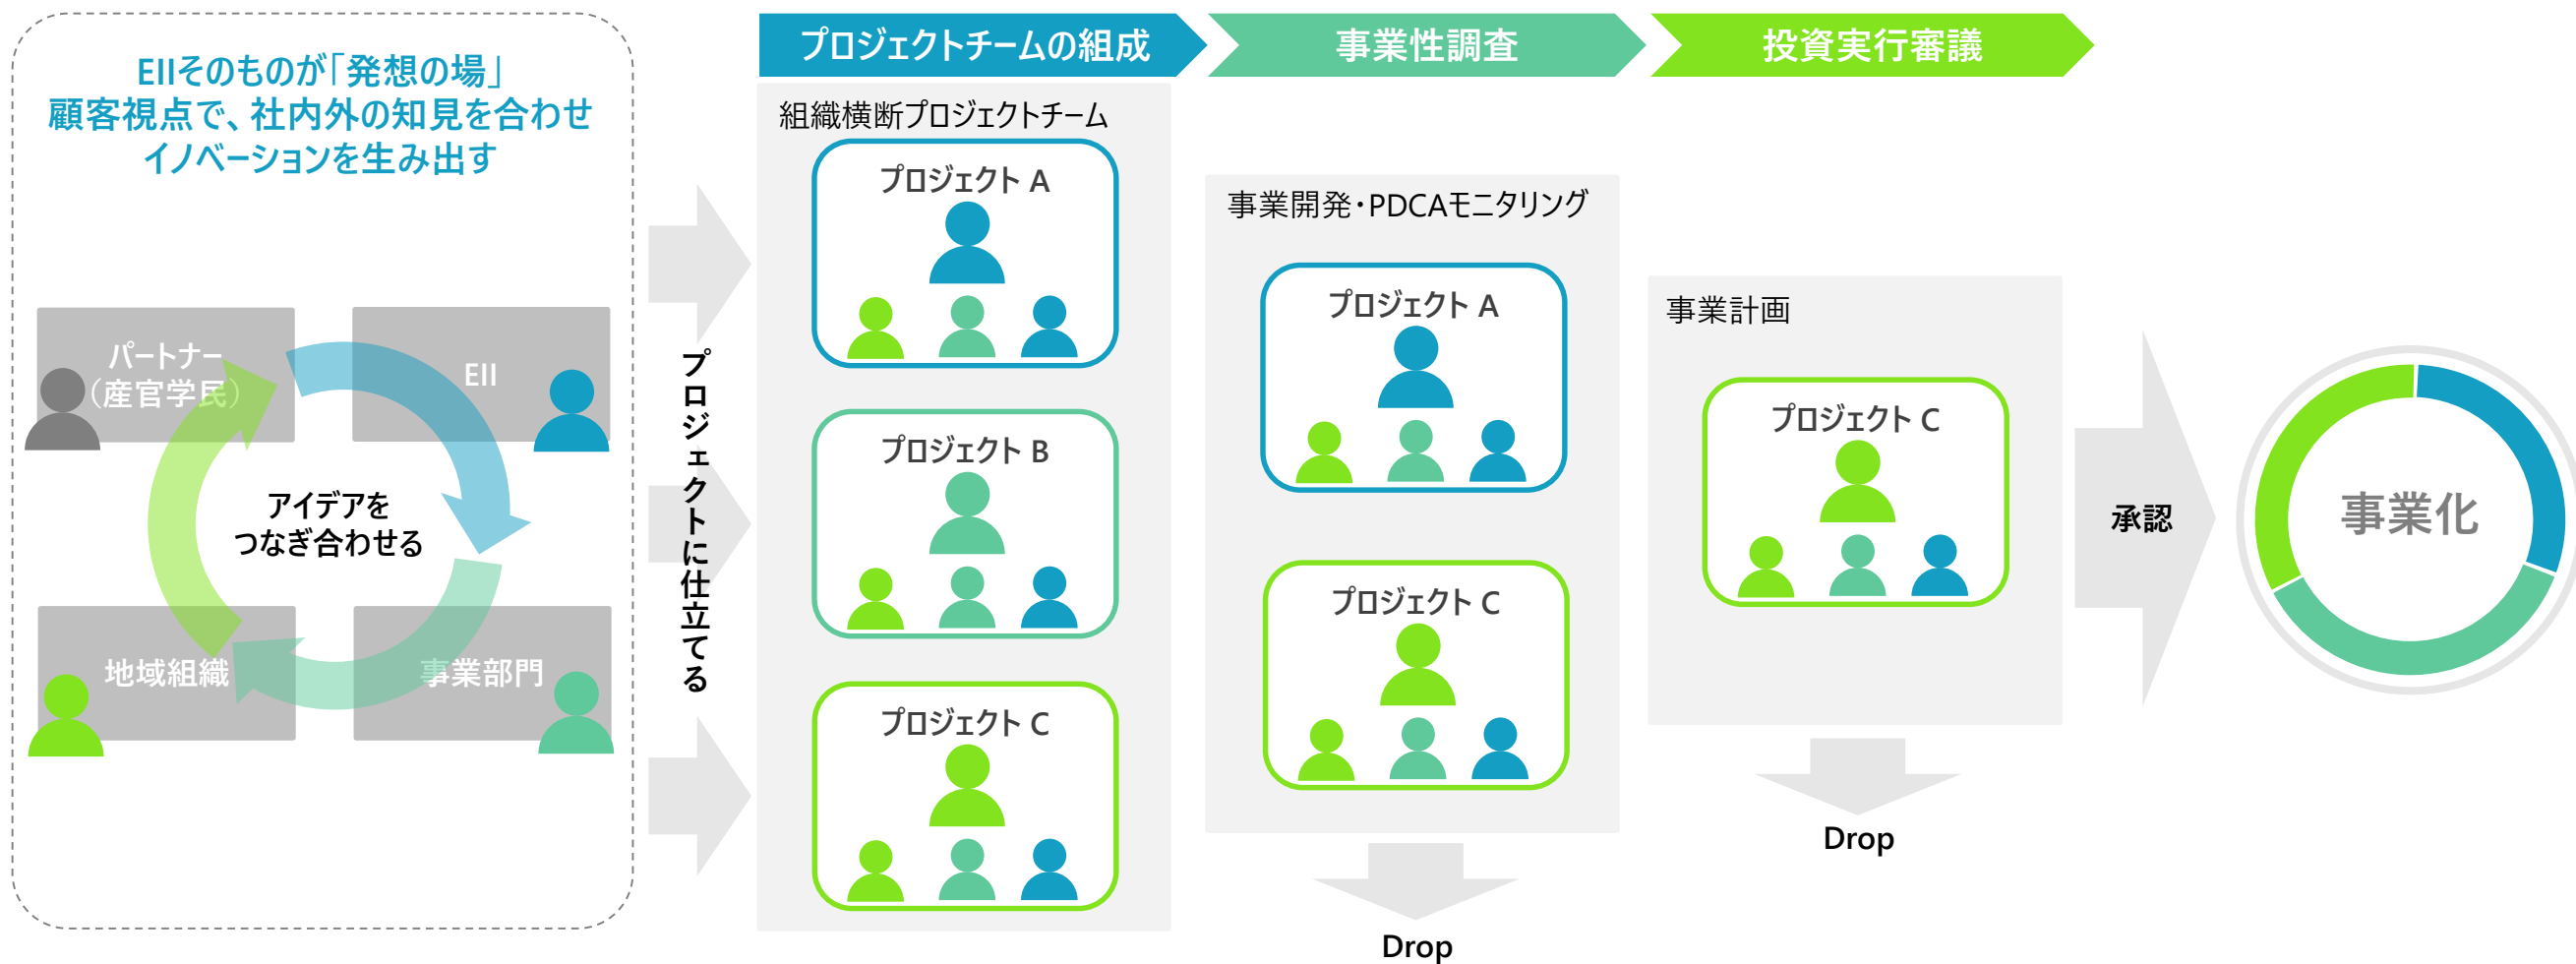 EIIそのものが「発想の場」
顧客視点で、社内外の知見を合わせ
イノベーションを生み出す
パートナー
（産官学民）
EII
アイデアを
つなぎ合わせる
地域組織
事業部門
プロジェクトに仕立てる
プロジェクトチームの組成
組織横断プロジェクトチーム
プロジェクト A
プロジェクト B
プロジェクト C
事業性調査
事業開発・PDCAモニタリング
プロジェクト A
プロジェクト C
Drop
投資実行審議
事業計画
プロジェクト C
Drop
承認
事業化